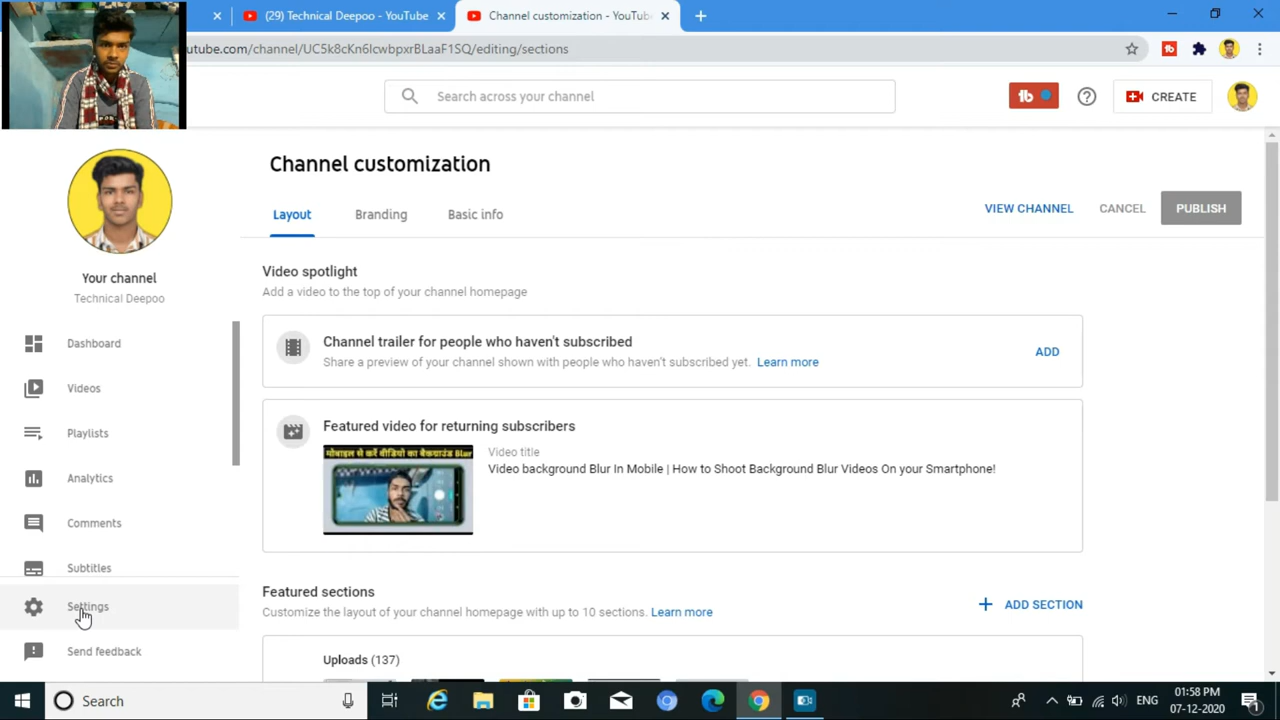 (29) Technical Deepoo - YouTube
Channel customization - YouTub
utube.com/channel/UC5k8cKn6IcwbpxrBLaaF1SQ/editing/sections
Search across your channel
CREATE
Your channel
Technical Deepoo
Dashboard
Videos
Playlists
Analytics
Comments
Subtitles
Settings
Send feedback
Channel customization
Layout
Branding
Basic info
VIEW CHANNEL
CANCEL
PUBLISH
Video spotlight
Add a video to the top of your channel homepage
Channel trailer for people who haven't subscribed
Share a preview of your channel shown with people who haven't subscribed yet. Learn more
ADD
Featured video for returning subscribers
मोबाइल से करें वीडियो का बैकग्राउंड Blur
Video title
Video background Blur In Mobile | How to Shoot Background Blur Videos On your Smartphone!
Featured sections
Customize the layout of your channel homepage with up to 10 sections. Learn more
ADD SECTION
Uploads (137)
Search
ENG
01:58 PM
07-12-2020